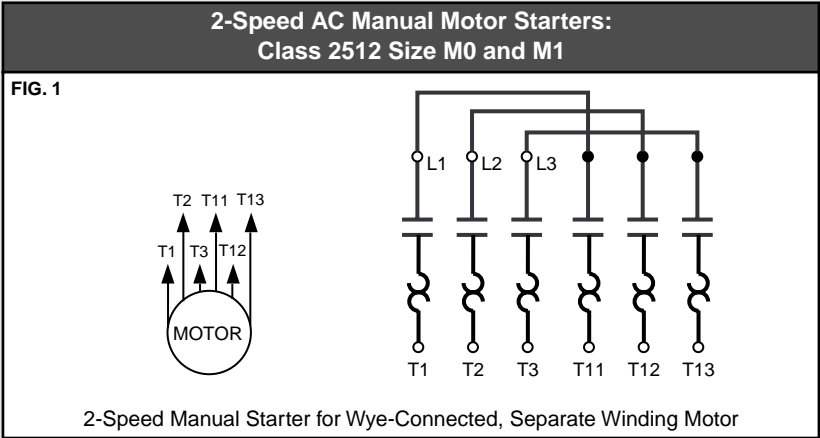 2-Speed AC Manual Motor Starters:
Class 2512 Size M0 and M1
FIG. 1
L1 L2 L3
T2 T11 T13
T1 T3 T12
MOTOR
T1 T2 T3 T11 T12 T13
2-Speed Manual Starter for Wye-Connected, Separate Winding Motor